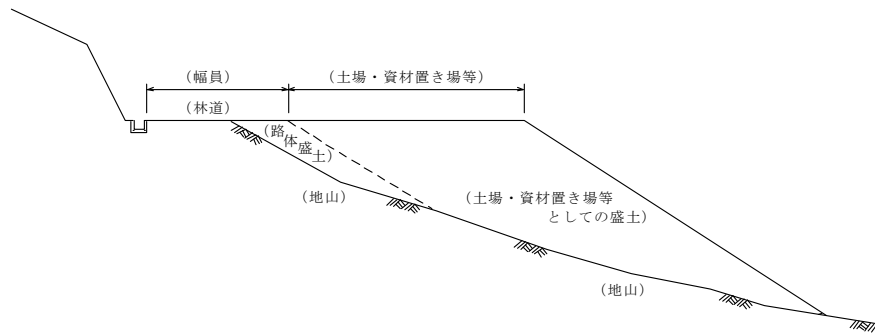 （幅員）
（土場・資材置き場等）
（林道）
（路体盛土）
（地山）
（土場・資材置き場等
としての盛土）
（地山）